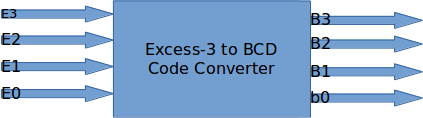 E3
E2
E1
E0
Excess-3 to BCD
Code Converter
B3
B2
B1
b0